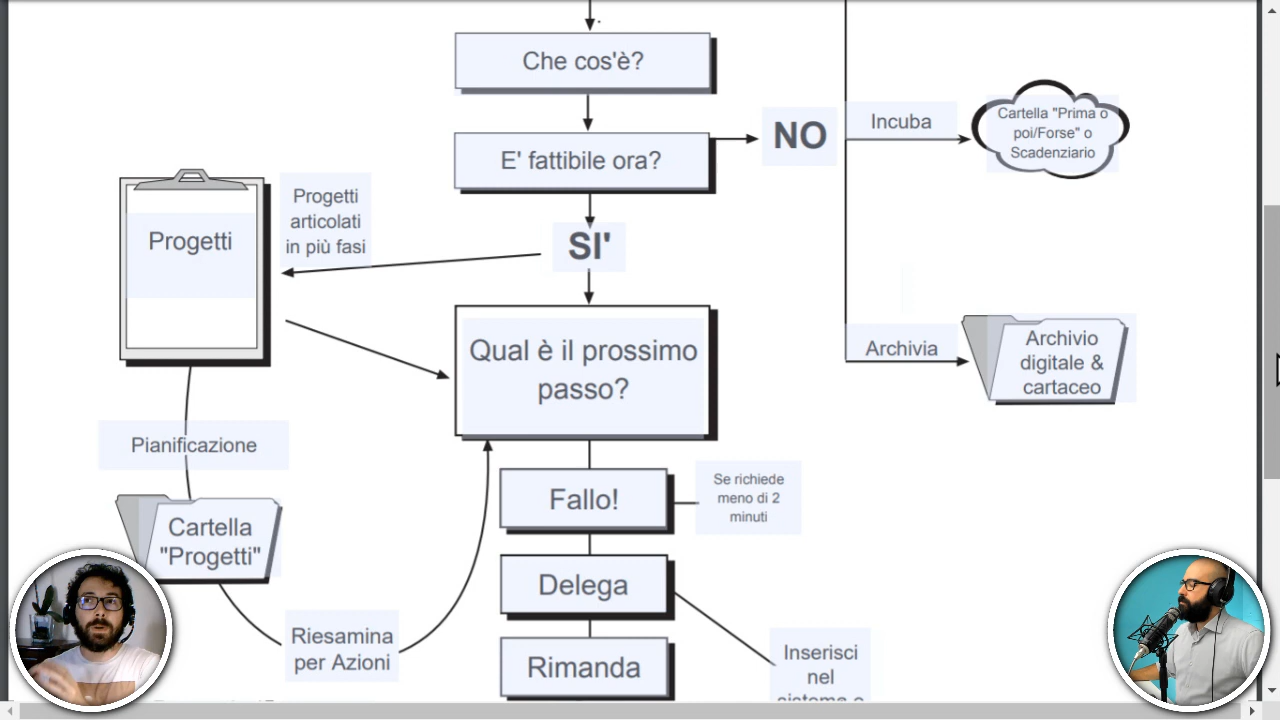 Che cos'è?
E' fattibile ora?
NO
Incuba
Cartella "Prima o
poi/Forse" o
Scadenziario
SI'
Progetti
articolati
in più fasi
Progetti
Qual è il prossimo
passo?
Archivia
Archivio
digitale &
cartaceo
Pianificazione
Cartella
"Progetti"
Fallo!
Se richiede
meno di 2
minuti
Delega
Riesamina
per Azioni
Rimanda
Inserisci
nel
sistema o